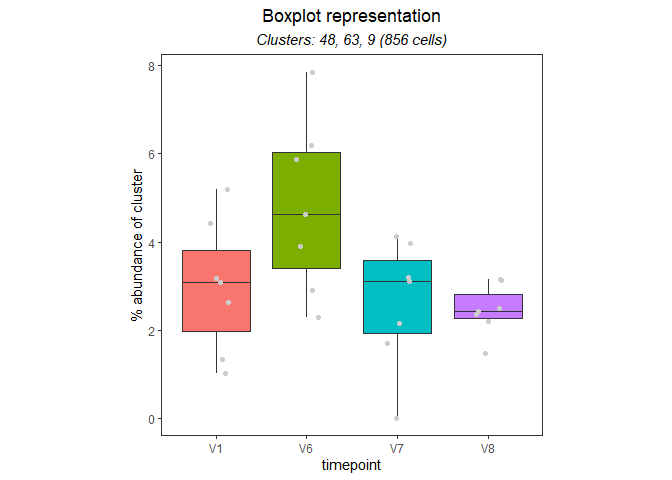 Boxplot representation
Clusters: 48, 63, 9 (856 cells)
% abundance of cluster
8
6
4
2
0
V1 V6 V7 V8
timepoint